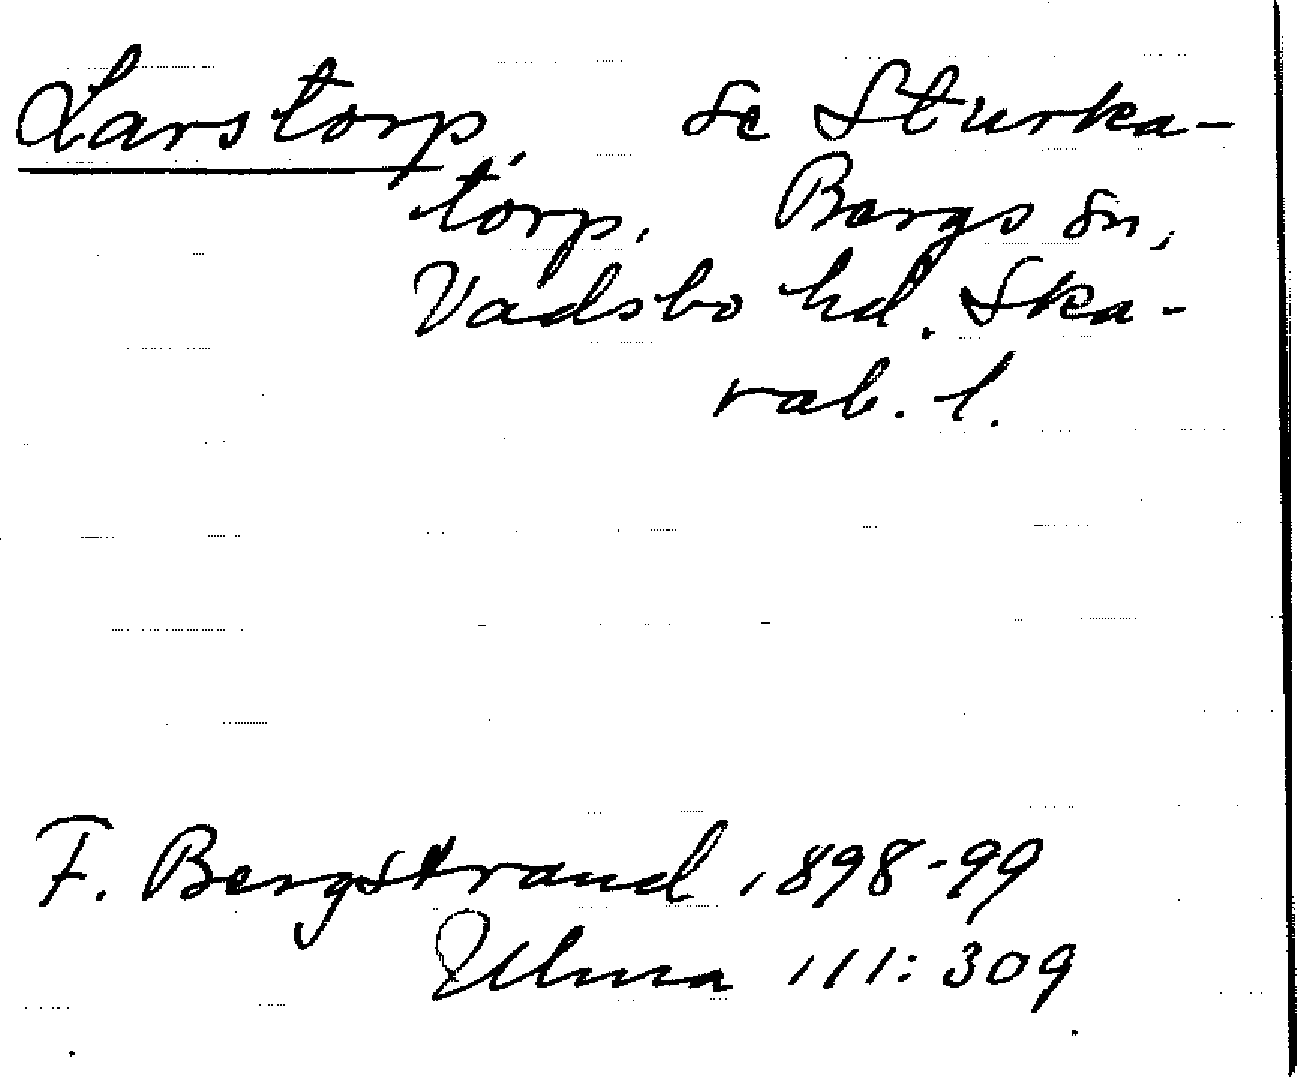 Larstorp, se Sturka-
torp. Bergs sn,
Vadsbo hd. Ska-
rab. l.
F. Bergstrand 1898-99
Ulma 111:309